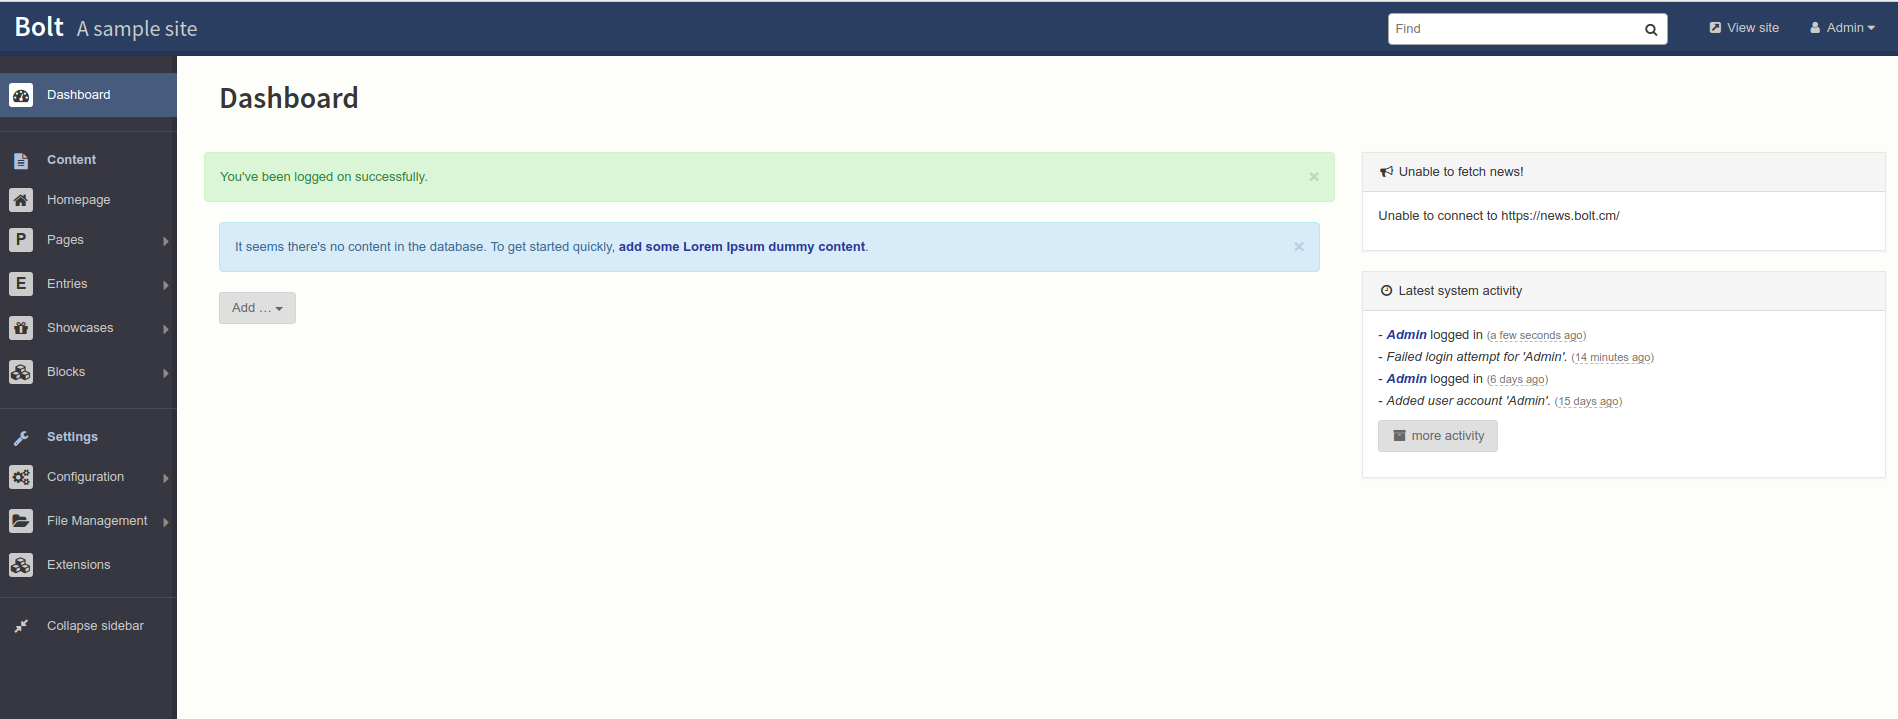 Bolt A sample site
Find
View site
Admin
Dashboard
Content
Homepage
P Pages
E Entries
Showcases
Blocks
Settings
Configuration
File Management
Extensions
Collapse sidebar
Dashboard
You've been logged on successfully. ×
It seems there's no content in the database. To get started quickly, add some Lorem Ipsum dummy content. ×
Add …
Unable to fetch news!
Unable to connect to https://news.bolt.cm/
Latest system activity
- Admin logged in (a few seconds ago)
- Failed login attempt for 'Admin'. (14 minutes ago)
- Admin logged in (6 days ago)
- Added user account 'Admin'. (15 days ago)
more activity